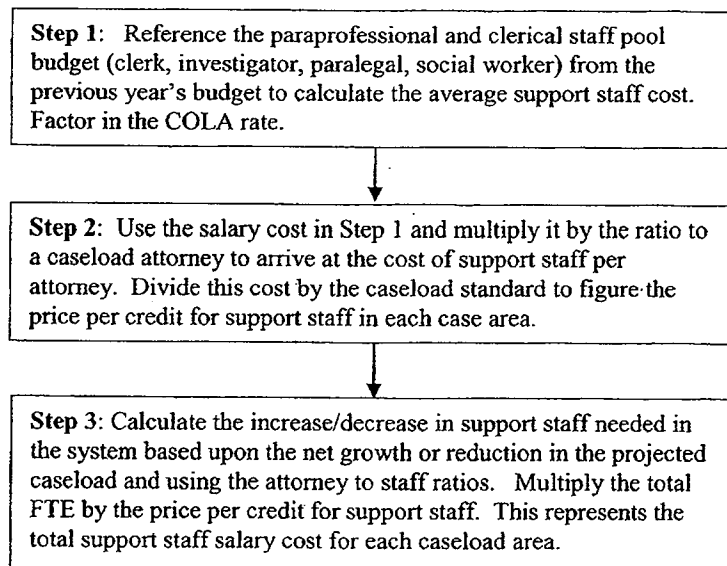 Step 1: Reference the paraprofessional and clerical staff pool
budget (clerk, investigator, paralegal, social worker) from the
previous year's budget to calculate the average support staff cost.
Factor in the COLA rate.
Step 2: Use the salary cost in Step 1 and multiply it by the ratio to
a caseload attorney to arrive at the cost of support staff per
attorney. Divide this cost by the caseload standard to figure the
price per credit for support staff in each case area.
Step 3: Calculate the increase/decrease in support staff needed in
the system based upon the net growth or reduction in the projected
caseload and using the attorney to staff ratios. Multiply the total
FTE by the price per credit for support staff. This represents the
total support staff salary cost for each caseload area.